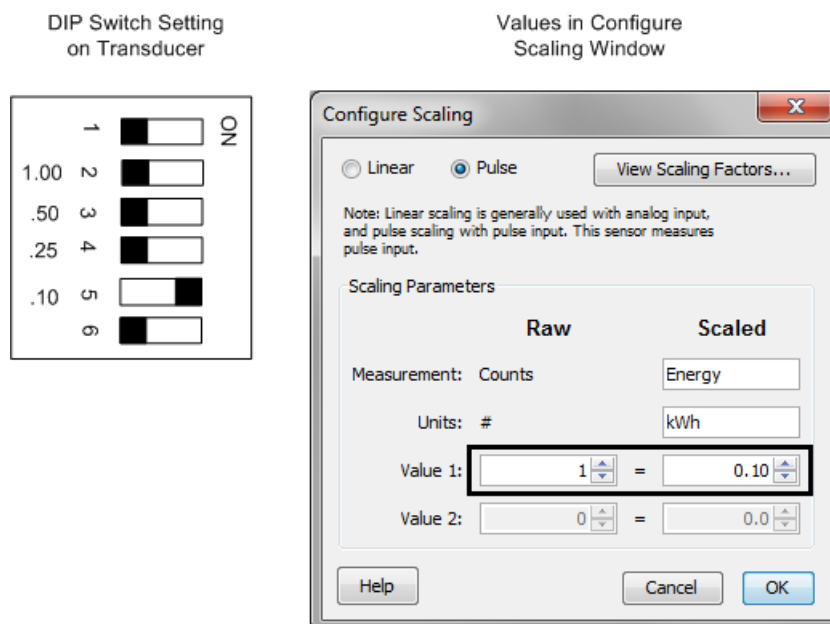 DIP Switch Setting
on Transducer
Values in Configure
Scaling Window
1
ON
1.00 2
.50 3
.25 4
.10 5
6
Configure Scaling
Linear Pulse View Scaling Factors...
Note: Linear scaling is generally used with analog input,
and pulse scaling with pulse input. This sensor measures
pulse input.
Scaling Parameters
Raw Scaled
Measurement: Counts Energy
Units: # kWh
Value 1: 1 = 0.10
Value 2: 0 = 0.0
Help Cancel OK